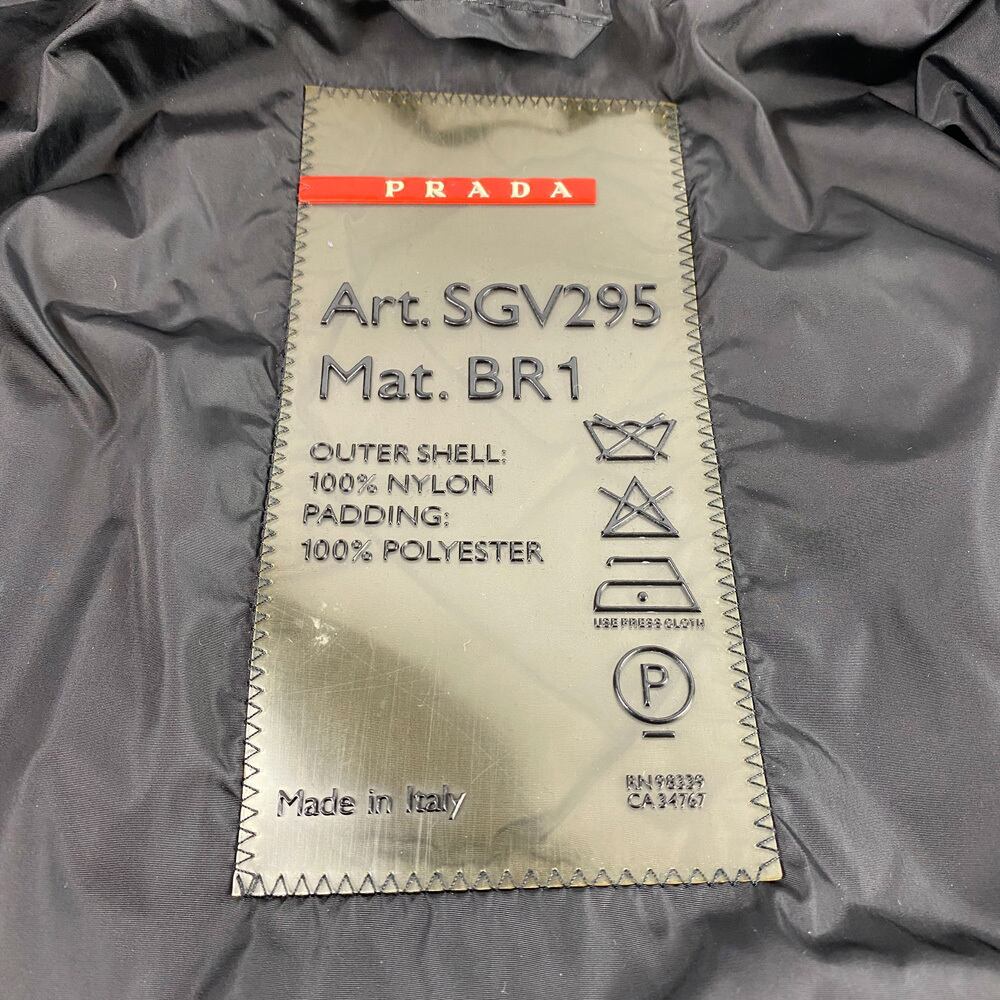 PRADA
Art. SGV295
Mat. BR1
OUTER SHELL:
100% NYLON
PADDING:
100% POLYESTER
USE PRESS CLOTH
P
Made in Italy
RN 98339
CA 34767